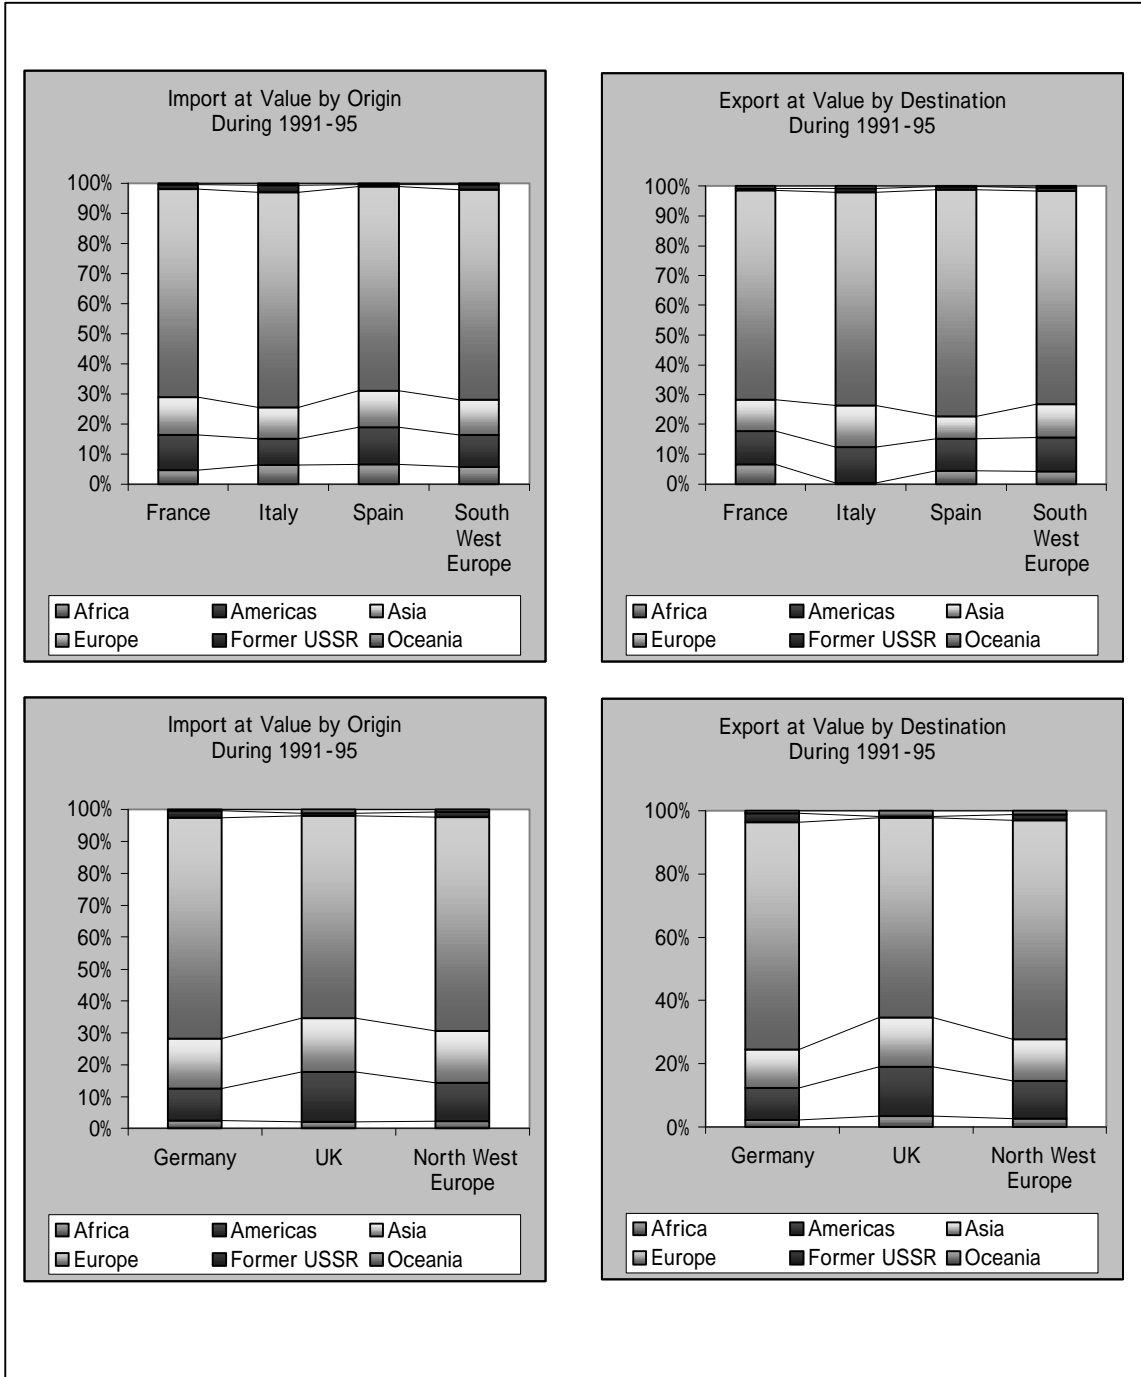 Import at Value by Origin
During 1991-95
100%
90%
80%
70%
60%
50%
40%
30%
20%
10%
0%
France Italy Spain South
West
Europe
Africa Americas Asia
Europe Former USSR Oceania
Export at Value by Destination
During 1991-95
100%
90%
80%
70%
60%
50%
40%
30%
20%
10%
0%
France Italy Spain South
West
Europe
Africa Americas Asia
Europe Former USSR Oceania
Import at Value by Origin
During 1991-95
100%
90%
80%
70%
60%
50%
40%
30%
20%
10%
0%
Germany UK North West
Europe
Africa Americas Asia
Europe Former USSR Oceania
Export at Value by Destination
During 1991-95
100%
80%
60%
40%
20%
0%
Germany UK North West
Europe
Africa Americas Asia
Europe Former USSR Oceania